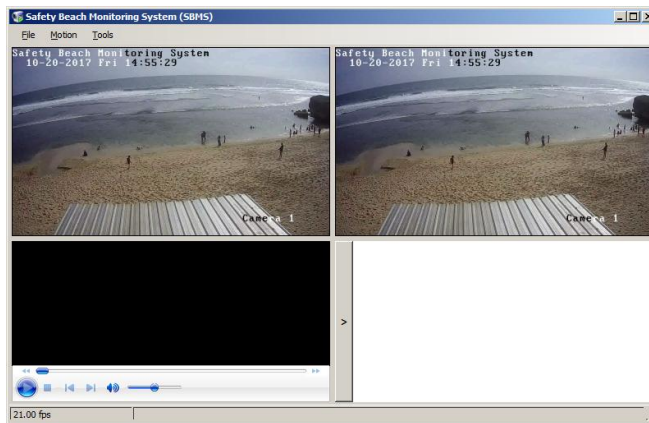 Safety Beach Monitoring System (SBMS)
File Motion Tools
Safety Beach Monitoring System
10-20-2017 Fri 14:55:29
Camera 1
Safety Beach Monitoring System
10-20-2017 Fri 14:55:29
Camera 1
>
21.00 fps